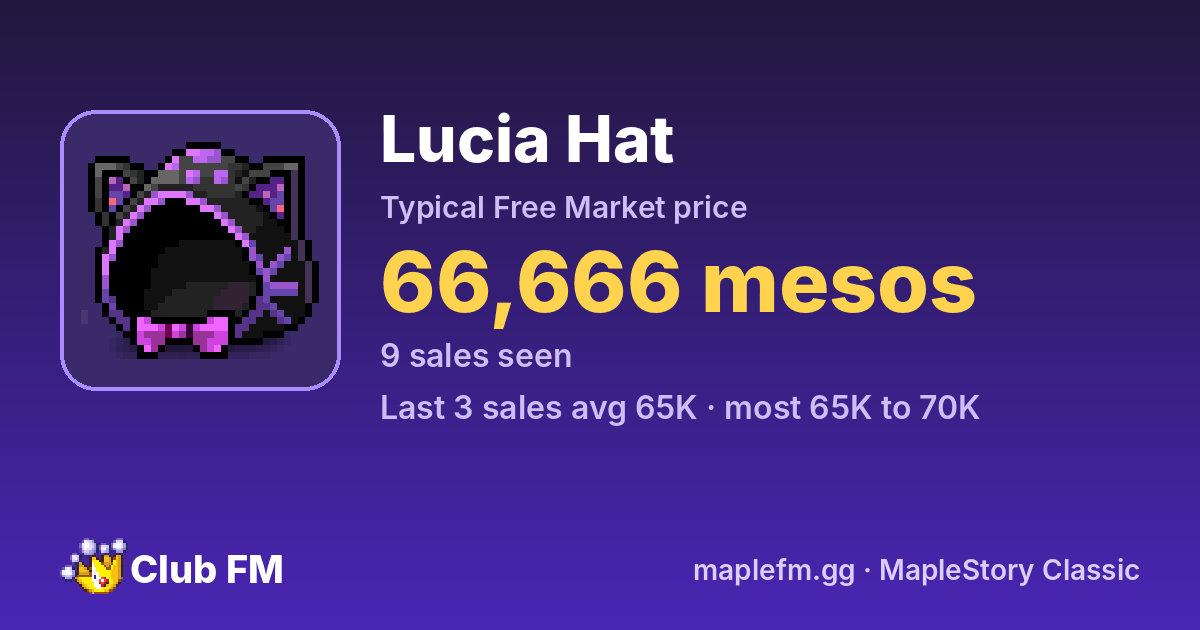 Lucia Hat
Typical Free Market price
66,666 mesos
9 sales seen
Last 3 sales avg 65K · most 65K to 70K
Club FM
maplefm.gg · MapleStory Classic